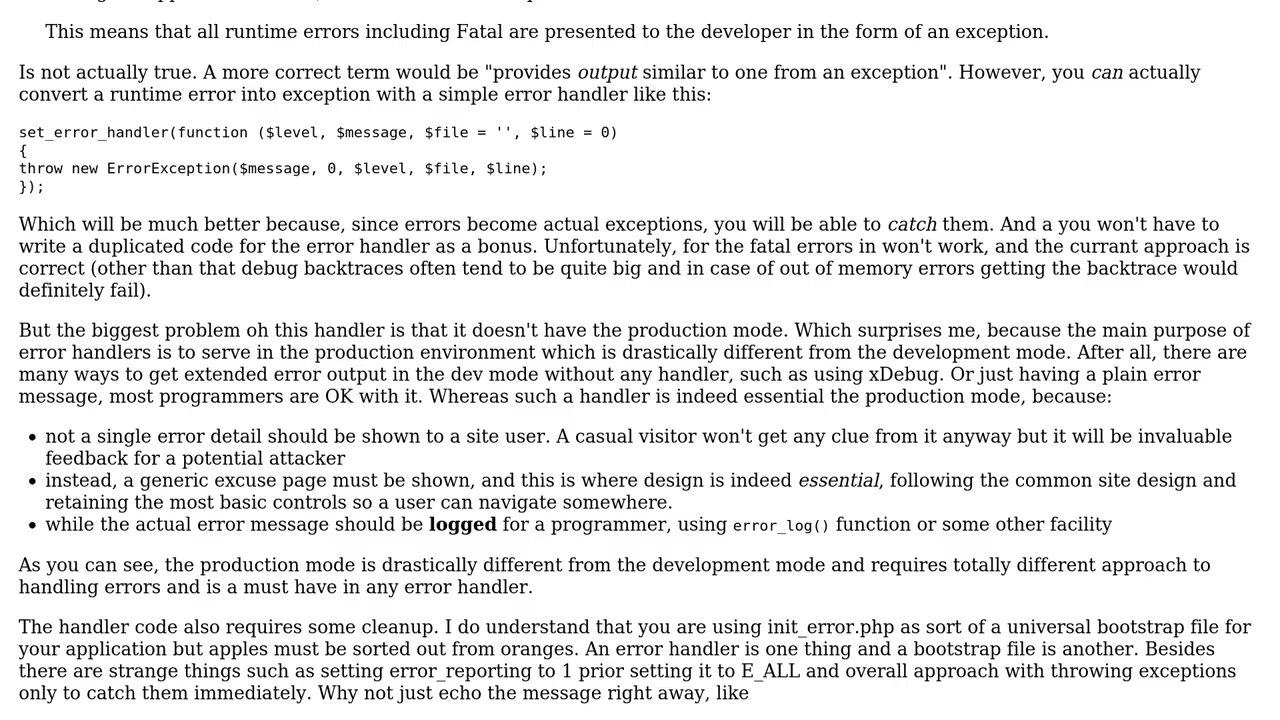 This means that all runtime errors including Fatal are presented to the developer in the form of an exception.
Is not actually true. A more correct term would be "provides output similar to one from an exception". However, you can actually
convert a runtime error into exception with a simple error handler like this:
set_error_handler(function ($level, $message, $file = '', $line = 0)
{
throw new ErrorException($message, 0, $level, $file, $line);
});
Which will be much better because, since errors become actual exceptions, you will be able to catch them. And a you won't have to
write a duplicated code for the error handler as a bonus. Unfortunately, for the fatal errors in won't work, and the currant approach is
correct (other than that debug backtraces often tend to be quite big and in case of out of memory errors getting the backtrace would
definitely fail).
But the biggest problem oh this handler is that it doesn't have the production mode. Which surprises me, because the main purpose of
error handlers is to serve in the production environment which is drastically different from the development mode. After all, there are
many ways to get extended error output in the dev mode without any handler, such as using xDebug. Or just having a plain error
message, most programmers are OK with it. Whereas such a handler is indeed essential the production mode, because:
• not a single error detail should be shown to a site user. A casual visitor won't get any clue from it anyway but it will be invaluable
feedback for a potential attacker
• instead, a generic excuse page must be shown, and this is where design is indeed essential, following the common site design and
retaining the most basic controls so a user can navigate somewhere.
• while the actual error message should be logged for a programmer, using error_log() function or some other facility
As you can see, the production mode is drastically different from the development mode and requires totally different approach to
handling errors and is a must have in any error handler.
The handler code also requires some cleanup. I do understand that you are using init_error.php as sort of a universal bootstrap file for
your application but apples must be sorted out from oranges. An error handler is one thing and a bootstrap file is another. Besides
there are strange things such as setting error_reporting to 1 prior setting it to E_ALL and overall approach with throwing exceptions
only to catch them immediately. Why not just echo the message right away, like